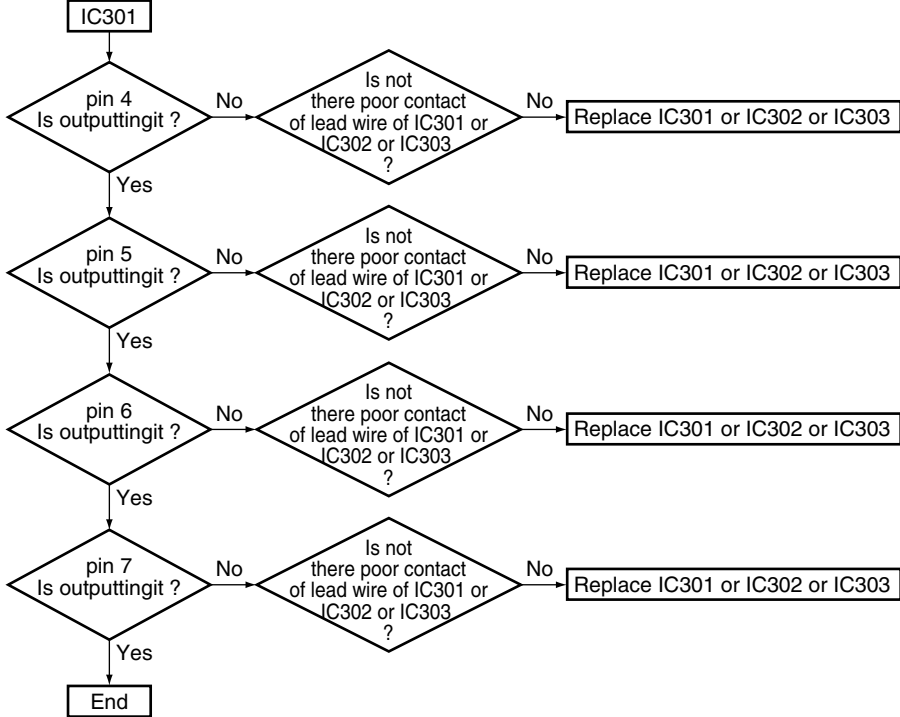 IC301
pin 4
Is outputtingit ?
No
Is not
there poor contact
of lead wire of IC301 or
IC302 or IC303
?
No
Replace IC301 or IC302 or IC303
Yes
pin 5
Is outputtingit ?
No
Is not
there poor contact
of lead wire of IC301 or
IC302 or IC303
?
No
Replace IC301 or IC302 or IC303
Yes
pin 6
Is outputtingit ?
No
Is not
there poor contact
of lead wire of IC301 or
IC302 or IC303
?
No
Replace IC301 or IC302 or IC303
Yes
pin 7
Is outputtingit ?
No
Is not
there poor contact
of lead wire of IC301 or
IC302 or IC303
?
No
Replace IC301 or IC302 or IC303
Yes
End